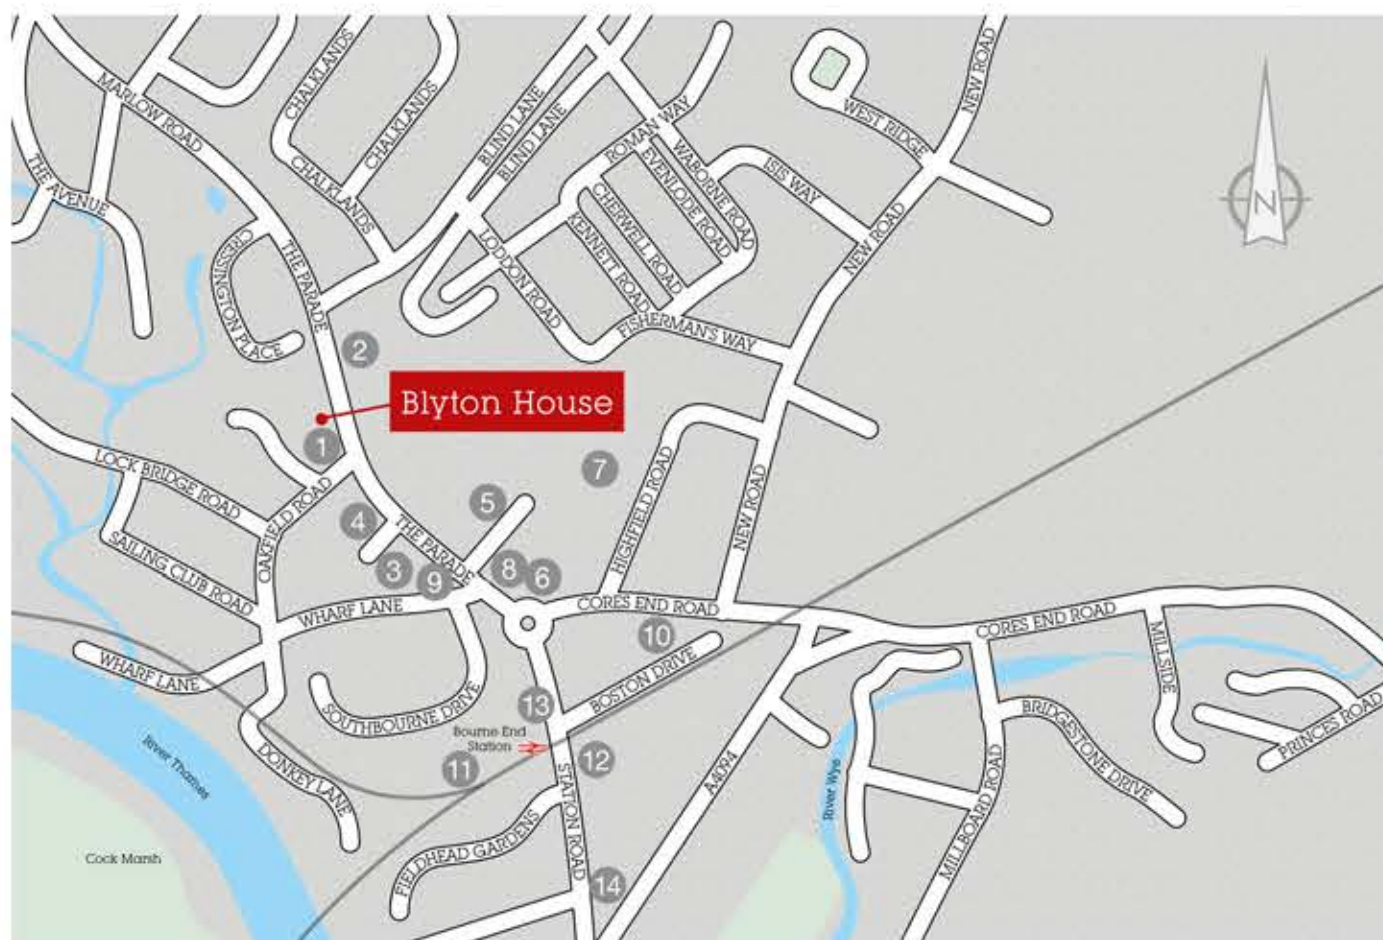 MARLOW ROAD
THE AVENUE
CHALKLANDS
CHALKLANDS
CHALKLANDS
BLIND LANE
BLIND LANE
ROMAN WAY
WEST RIDGE
NEW ROAD
N
CRESSINGTON PLACE
THE PARADE
LODDON ROAD
KENNETT ROAD
CHERWELL ROAD
EVENLODE ROAD
WABORNE ROAD
ISIS WAY
NEW ROAD
FISHERMAN'S WAY
2
Blyton House
1
7
LOCK BRIDGE ROAD
OAKFIELD ROAD
SAILING CLUB ROAD
4
5
THE PARADE
HIGHFIELD ROAD
NEW ROAD
3
9
8
6
WHARF LANE
CORES END ROAD
10
CORES END ROAD
MILLSIDE
WHARF LANE
SOUTHBOURNE DRIVE
BOSTON DRIVE
13
Bourne End
Station
11
12
DONKEY LANE
River Thames
A4094
River Wye
BRIDGESTONE DRIVE
PRINCES ROAD
MILLBOARD ROAD
STATION ROAD
FIELDHEAD GARDENS
Cock Marsh
14